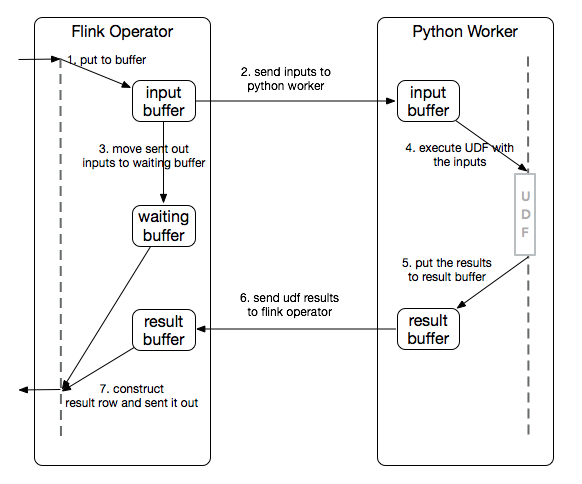 Flink Operator
Python Worker
1. put to buffer
2. send inputs to
python worker
input
buffer
input
buffer
3. move sent out
inputs to waiting buffer
4. execute UDF with
the inputs
waiting
buffer
U
D
F
5. put the results
to result buffer
6. send udf results
to flink operator
result
buffer
result
buffer
7. construct
result row and sent it out